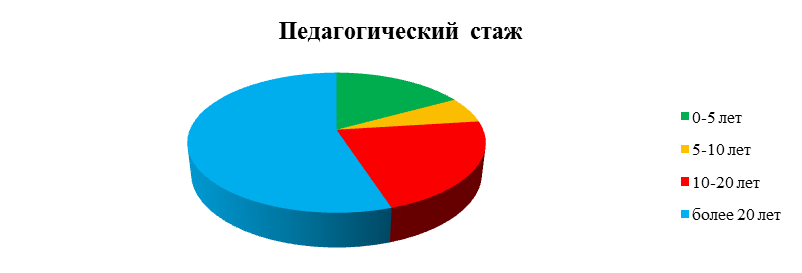 Педагогический стаж
0-5 лет
5-10 лет
10-20 лет
более 20 лет